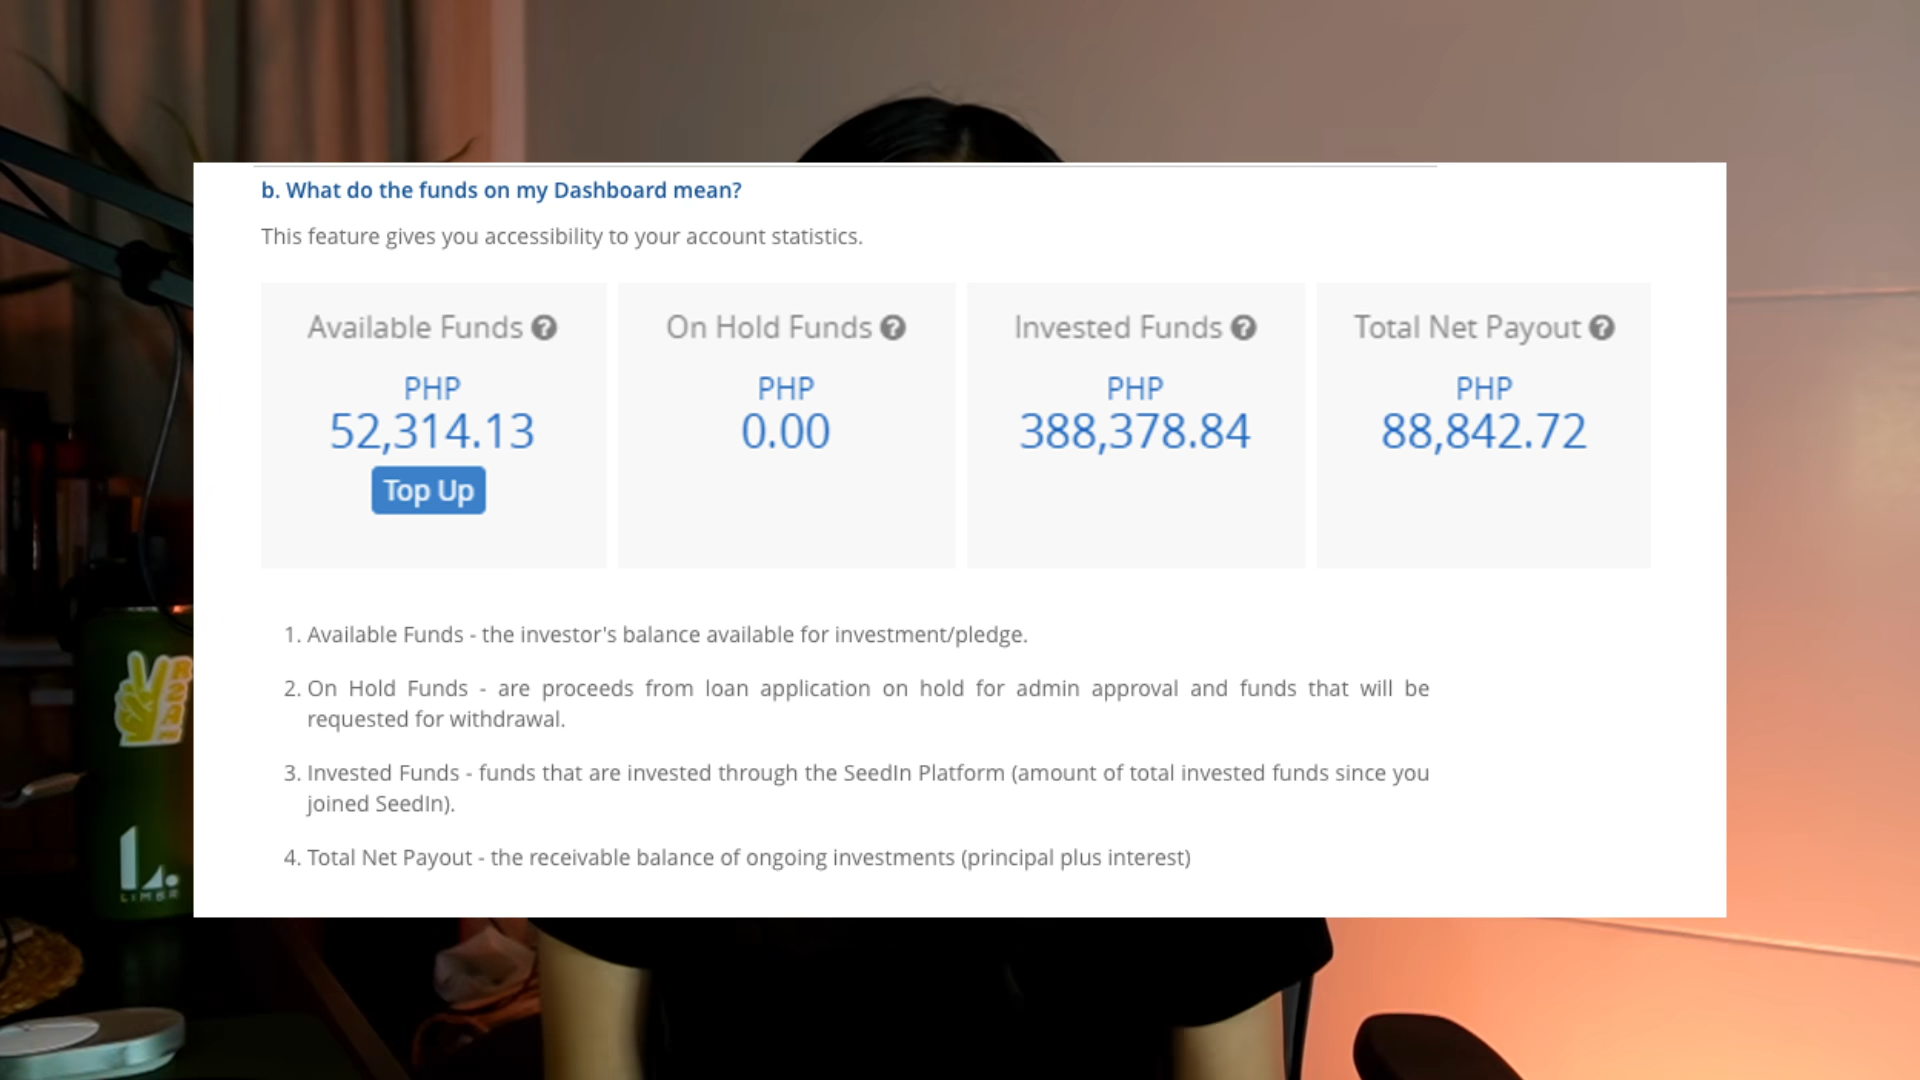 b. What do the funds on my Dashboard mean?
This feature gives you accessibility to your account statistics.
Available Funds ?
PHP
52,314.13
Top Up
On Hold Funds ?
PHP
0.00
Invested Funds ?
PHP
388,378.84
Total Net Payout ?
PHP
88,842.72
1. Available Funds - the investor's balance available for investment/pledge.
2. On Hold Funds - are proceeds from loan application on hold for admin approval and funds that will be
requested for withdrawal.
3. Invested Funds - funds that are invested through the SeedIn Platform (amount of total invested funds since you
joined SeedIn).
4. Total Net Payout - the receivable balance of ongoing investments (principal plus interest)
L.